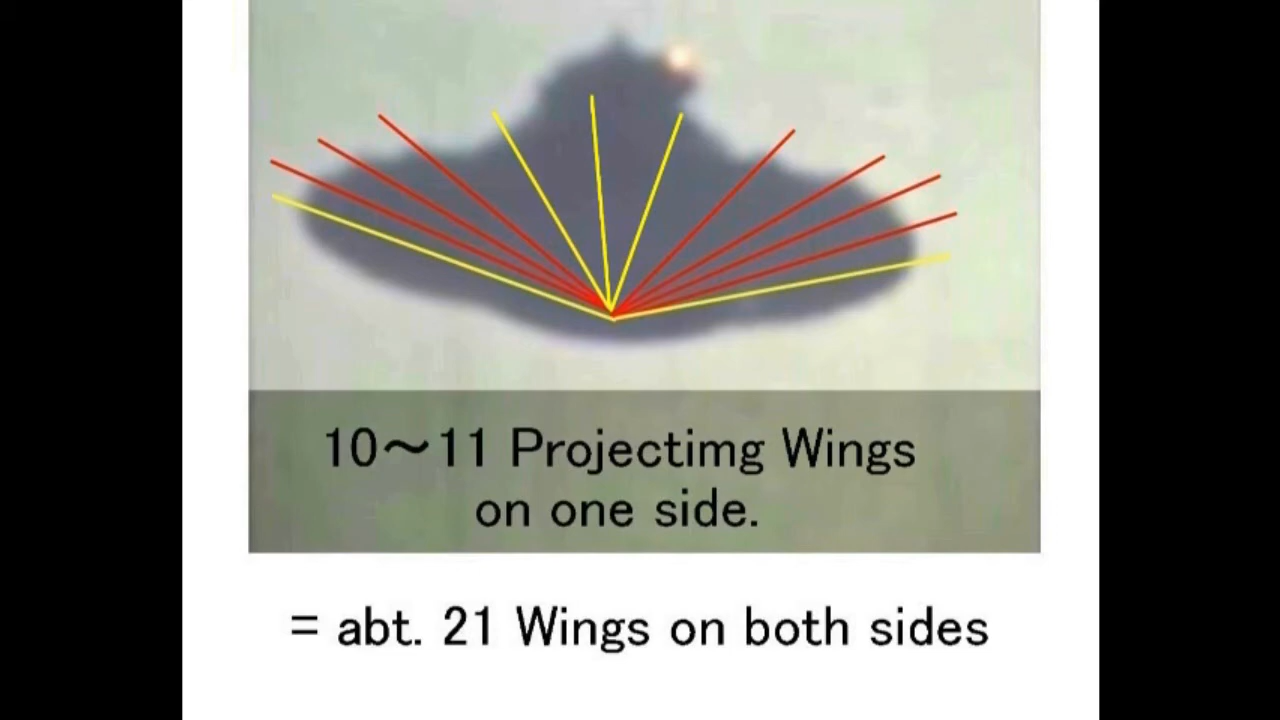 10～11 Projectimg Wings
on one side.
= abt. 21 Wings on both sides